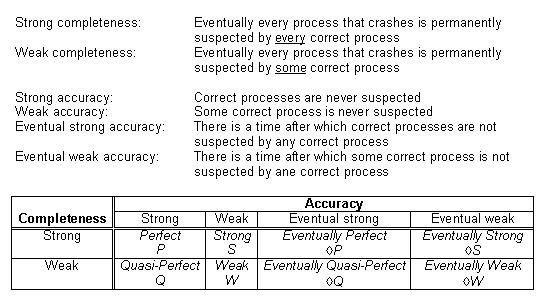 Strong completeness: Eventually every process that crashes is permanently
suspected by every correct process
Weak completeness: Eventually every process that crashes is permanently
suspected by some correct process
Strong accuracy: Correct processes are never suspected
Weak accuracy: Some correct process is never suspected
Eventual strong accuracy: There is a time after which correct processes are not
suspected by any correct process
Eventual weak accuracy: There is a time after which some correct process is not
suspected by ane correct process
Accuracy
Completeness Strong Weak Eventual strong Eventual weak
Strong Perfect Strong Eventually Perfect Eventually Strong
P S ◊P ◊S
Weak Quasi-Perfect Weak Eventually Quasi-Perfect Eventually Weak
Q W ◊Q ◊W